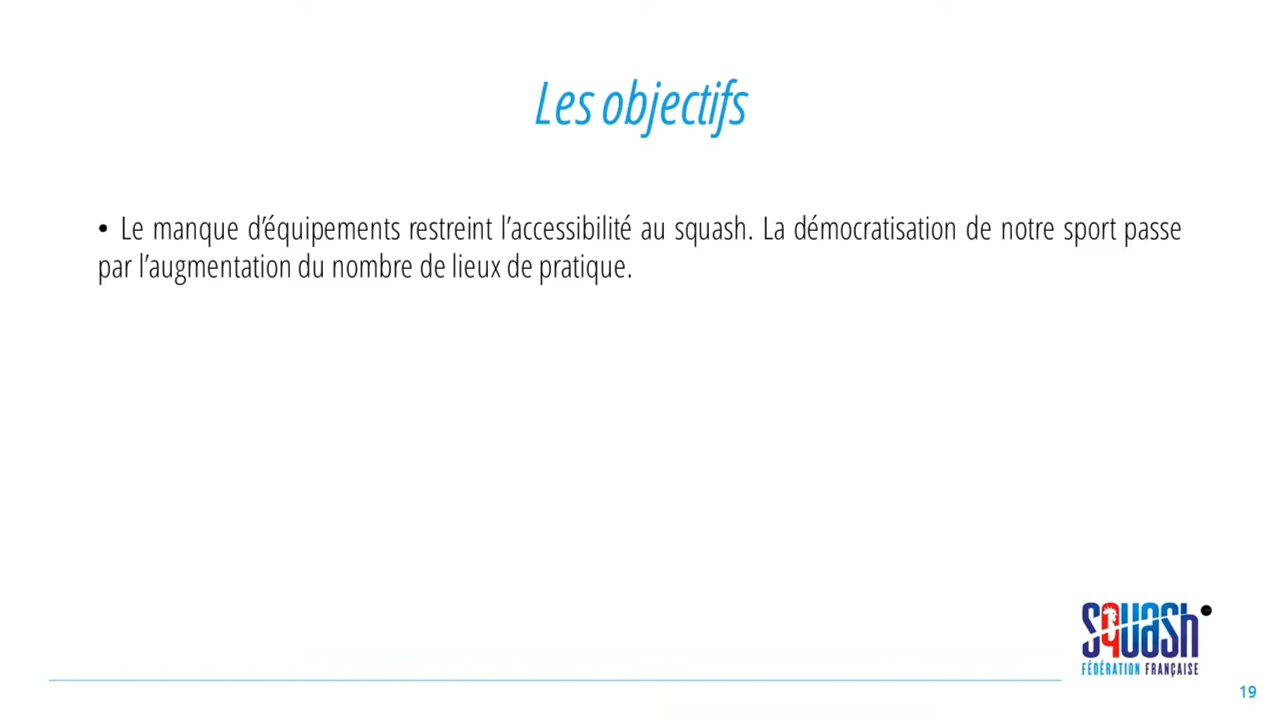 Les objectifs
• Le manque d’équipements restreint l’accessibilité au squash. La démocratisation de notre sport passe
par l’augmentation du nombre de lieux de pratique.
squash
FÉDÉRATION FRANÇAISE
19